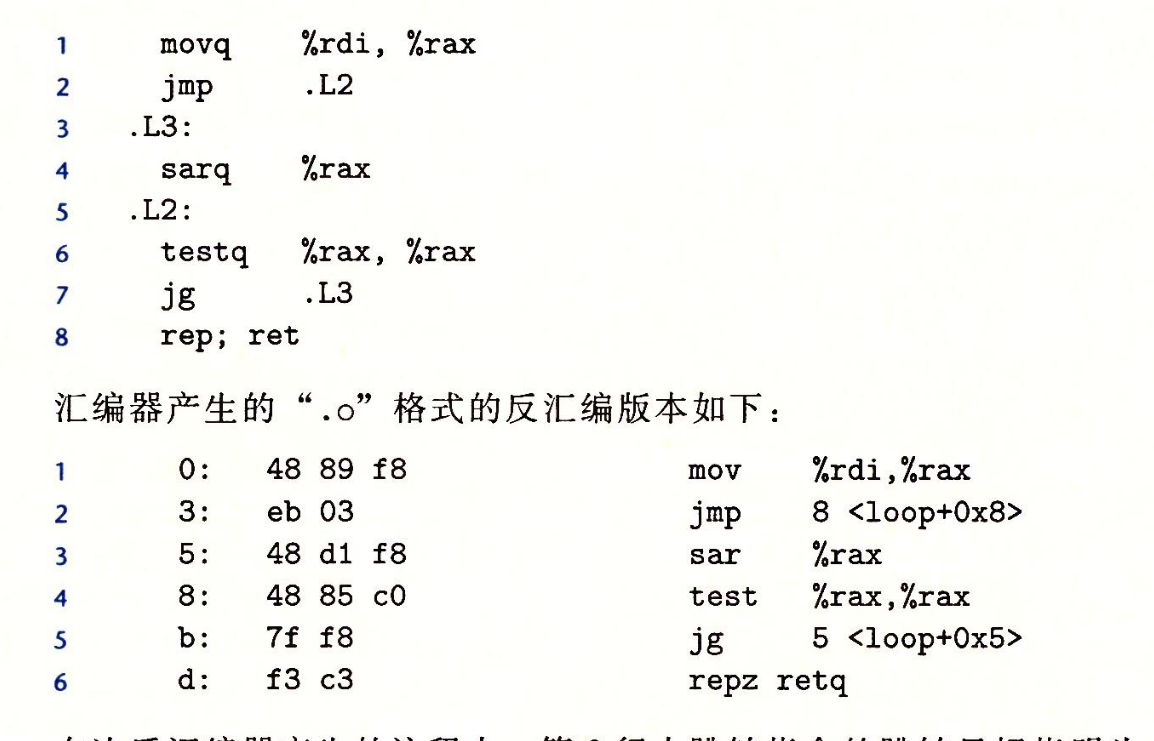 1 movq %rdi, %rax
2 jmp .L2
3 .L3:
4 sarq %rax
5 .L2:
6 testq %rax, %rax
7 jg .L3
8 rep; ret
汇编器产生的“.o”格式的反汇编版本如下：
1 0: 48 89 f8 mov %rdi,%rax
2 3: eb 03 jmp 8 <loop+0x8>
3 5: 48 d1 f8 sar %rax
4 8: 48 85 c0 test %rax,%rax
5 b: 7f f8 jg 5 <loop+0x5>
6 d: f3 c3 repz retq